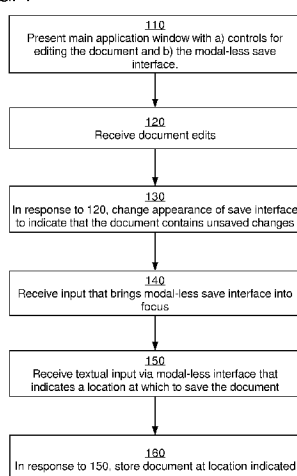 110
Present main application window with a) controls for
editing the document and b) the modal-less save
interface.
120
Receive document edits
130
In response to 120, change appearance of save interface
to indicate that the document contains unsaved changes
140
Receive input that brings modal-less save interface into
focus
150
Receive textual input via modal-less interface that
indicates a location at which to save the document
160
In response to 150, store document at location indicated